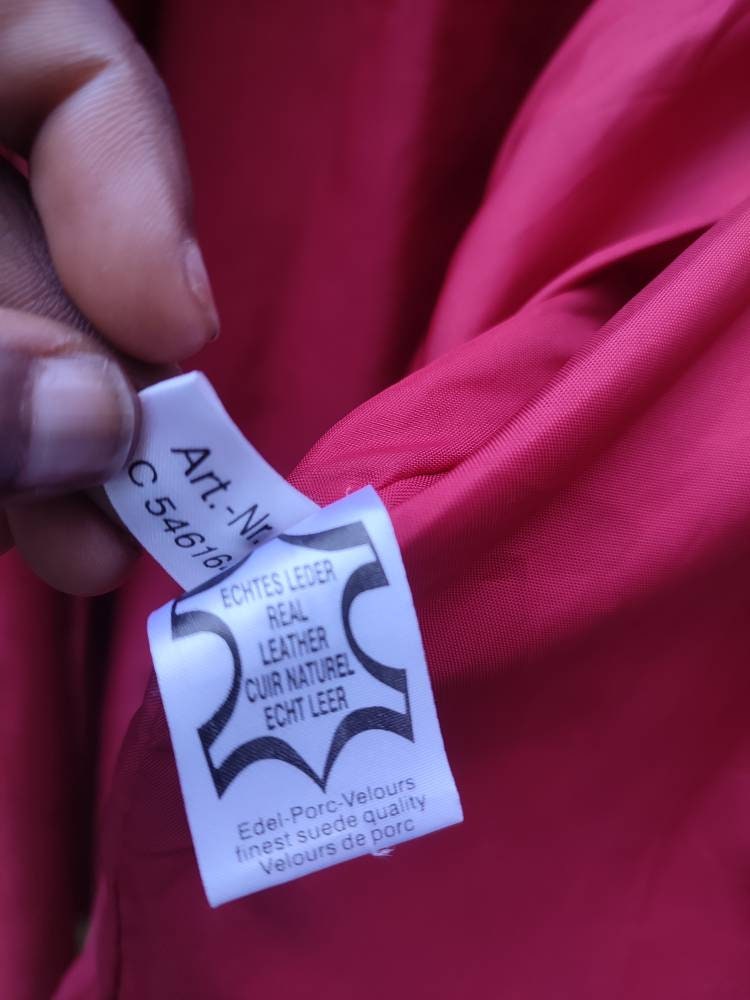 Art.-Nr.
C 54616
ECHTES LEDER
REAL
LEATHER
CUIR NATUREL
ECHT LEER
Edel-Porc-Velours
finest suede quality
Velours de porc